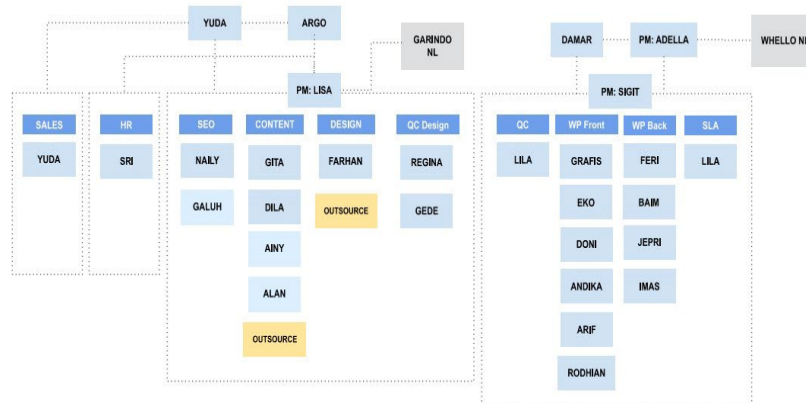 YUDA
ARGO
GARINDO
NL
DAMAR
PM: ADELLA
WHELLO NL
PM: LISA
PM: SIGIT
SALES
HR
SEO
CONTENT
DESIGN
QC Design
QC
WP Front
WP Back
SLA
YUDA
SRI
NAILY
GITA
FARHAN
REGINA
LILA
GRAFIS
FERI
LILA
GALUH
DILA
OUTSOURCE
GEDE
EKO
BAIM
AINY
DONI
JEPRI
ALAN
ANDIKA
IMAS
OUTSOURCE
ARIF
RODHIAN